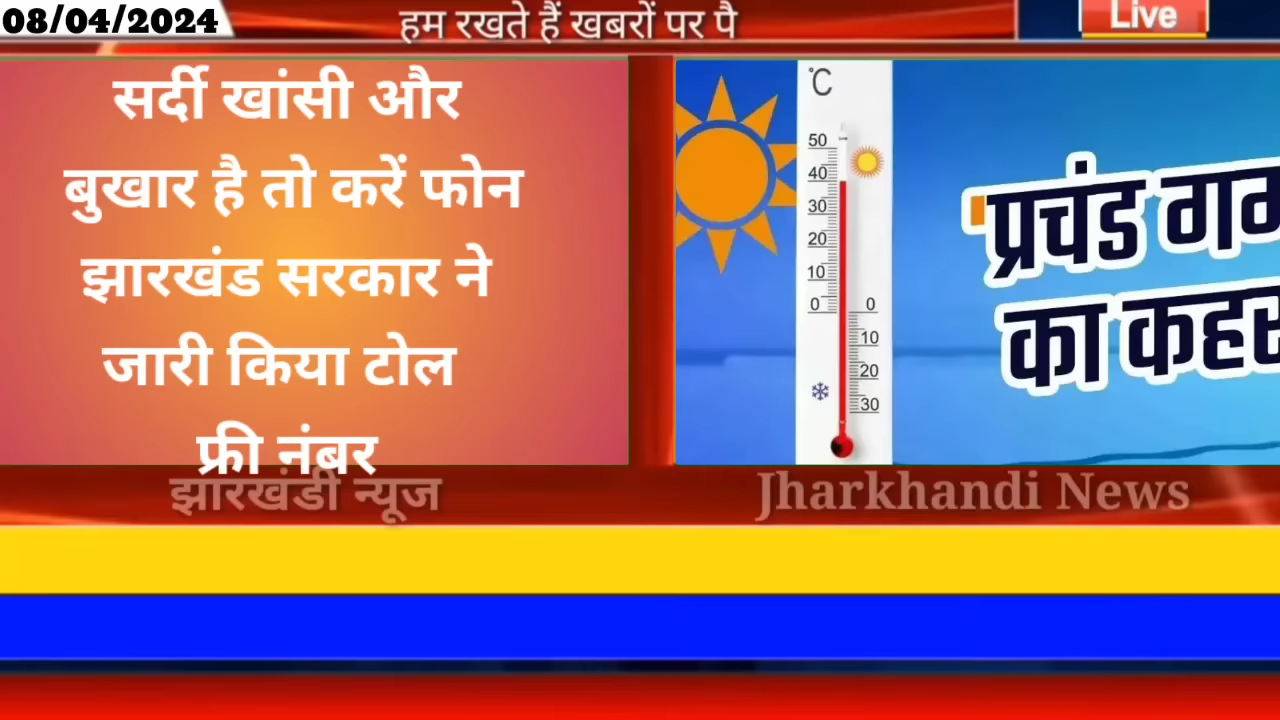 08/04/2024
हम रखते हैं खबरों पर पै
Live
सर्दी खांसी और
बुखार है तो करें फोन
झारखंड सरकार ने
जारी किया टोल
फ्री नंबर
°C
50
40
30
20
10
0
0
10
20
30
'प्रचंड
का
झारखंडी न्यूज
Jharkhandi News